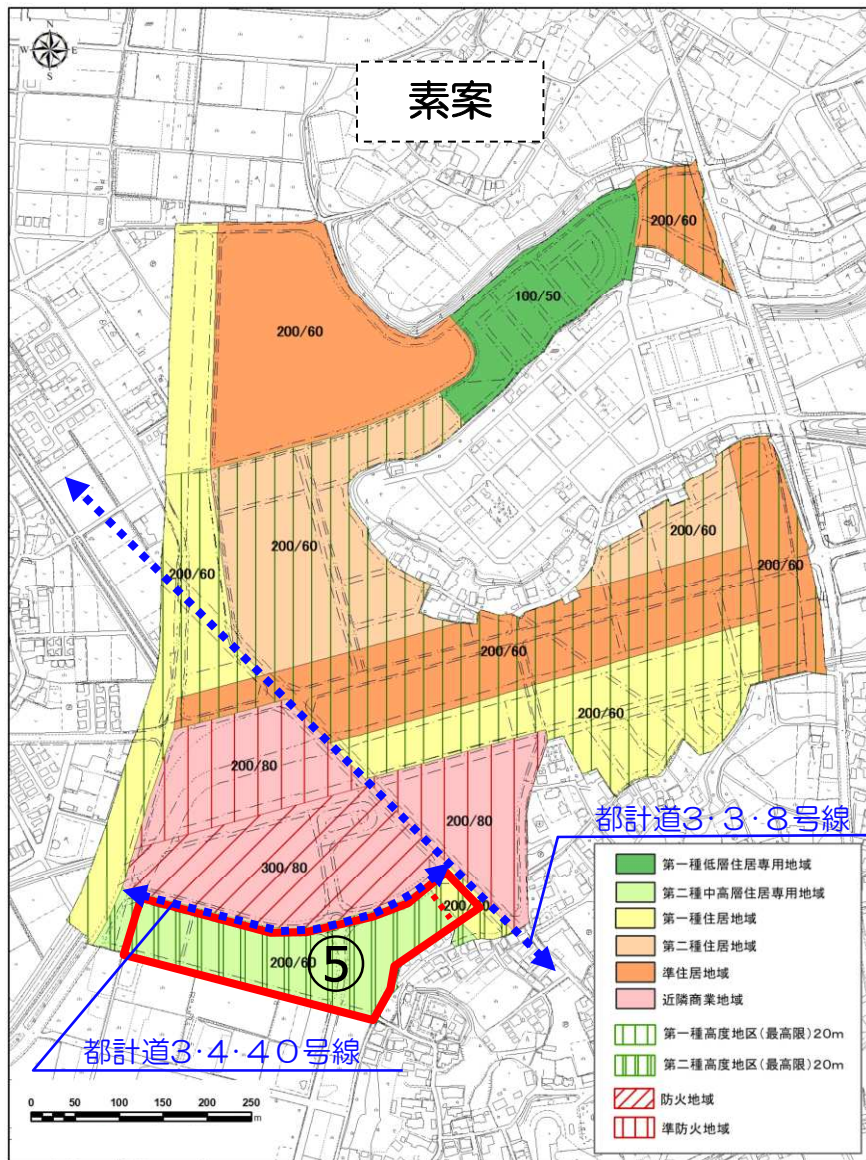 N
W
E
S
素案
200/60
100/50
200/60
200/60
200/60
200/60
200/60
200/60
200/60
200/80
200/80
都計道3・3・8号線
300/80
200/60
⑤
都計道3・4・40号線
0 50 100 150 200 250
m
第一種低層住居専用地域
第二種中高層住居専用地域
第一種住居地域
第二種住居地域
準住居地域
近隣商業地域
第一種高度地区(最高限)20m
第二種高度地区(最高限)20m
防火地域
準防火地域